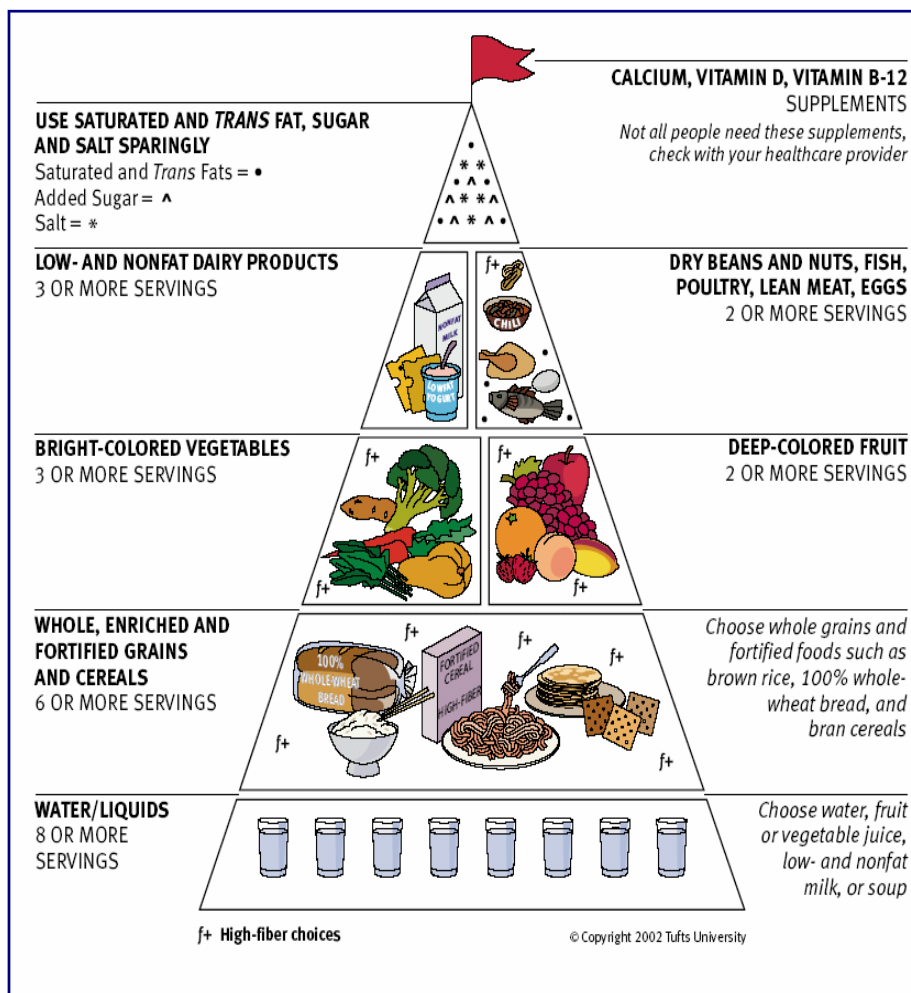 CALCIUM, VITAMIN D, VITAMIN B-12
SUPPLEMENTS
Not all people need these supplements,
check with your healthcare provider
USE SATURATED AND TRANS FAT, SUGAR
AND SALT SPARINGLY
Saturated and Trans Fats = •
Added Sugar = ^
Salt = *
•
* *
• ^ •
^ * * ^
• ^ * ^ •
LOW- AND NONFAT DAIRY PRODUCTS
3 OR MORE SERVINGS
NONFAT
MILK
LOWFAT
YOGURT
ƒ+
CHILI
DRY BEANS AND NUTS, FISH,
POULTRY, LEAN MEAT, EGGS
2 OR MORE SERVINGS
BRIGHT-COLORED VEGETABLES
3 OR MORE SERVINGS
ƒ+
ƒ+
ƒ+
ƒ+
DEEP-COLORED FRUIT
2 OR MORE SERVINGS
WHOLE, ENRICHED AND
FORTIFIED GRAINS
AND CEREALS
6 OR MORE SERVINGS
ƒ+
ƒ+
ƒ+
ƒ+
ƒ+
100%
WHOLE-WHEAT
BREAD
FORTIFIED
CEREAL
HIGH-FIBER
Choose whole grains and
fortified foods such as
brown rice, 100% whole-
wheat bread, and
bran cereals
WATER/LIQUIDS
8 OR MORE
SERVINGS
Choose water, fruit
or vegetable juice,
low- and nonfat
milk, or soup
ƒ+ High-fiber choices
© Copyright 2002 Tufts University